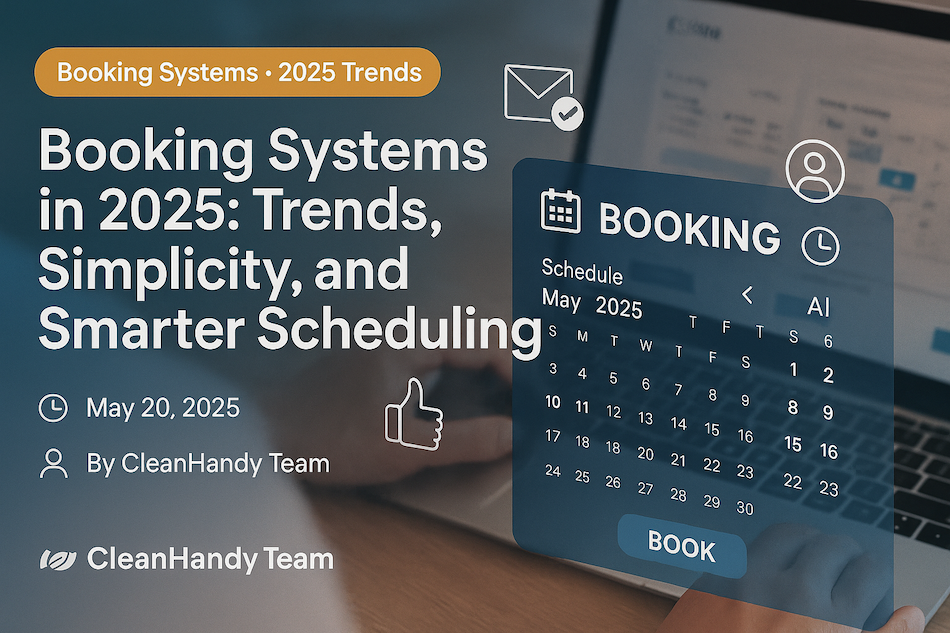 Booking Systems · 2025 Trends
Booking Systems
in 2025: Trends,
Simplicity, and
Smarter Scheduling
May 20, 2025
By CleanHandy Team
CleanHandy Team
BOOKING
Schedule
May 2025
AI
T F T S 6
S M T W T F S 1 2
3 4 5 6 7 8 9 8 9
10 11 12 13 14 15 16 15 16
17 18 18 20 21 22 23 22 23
24 25 26 27 28 29 30
BOOK